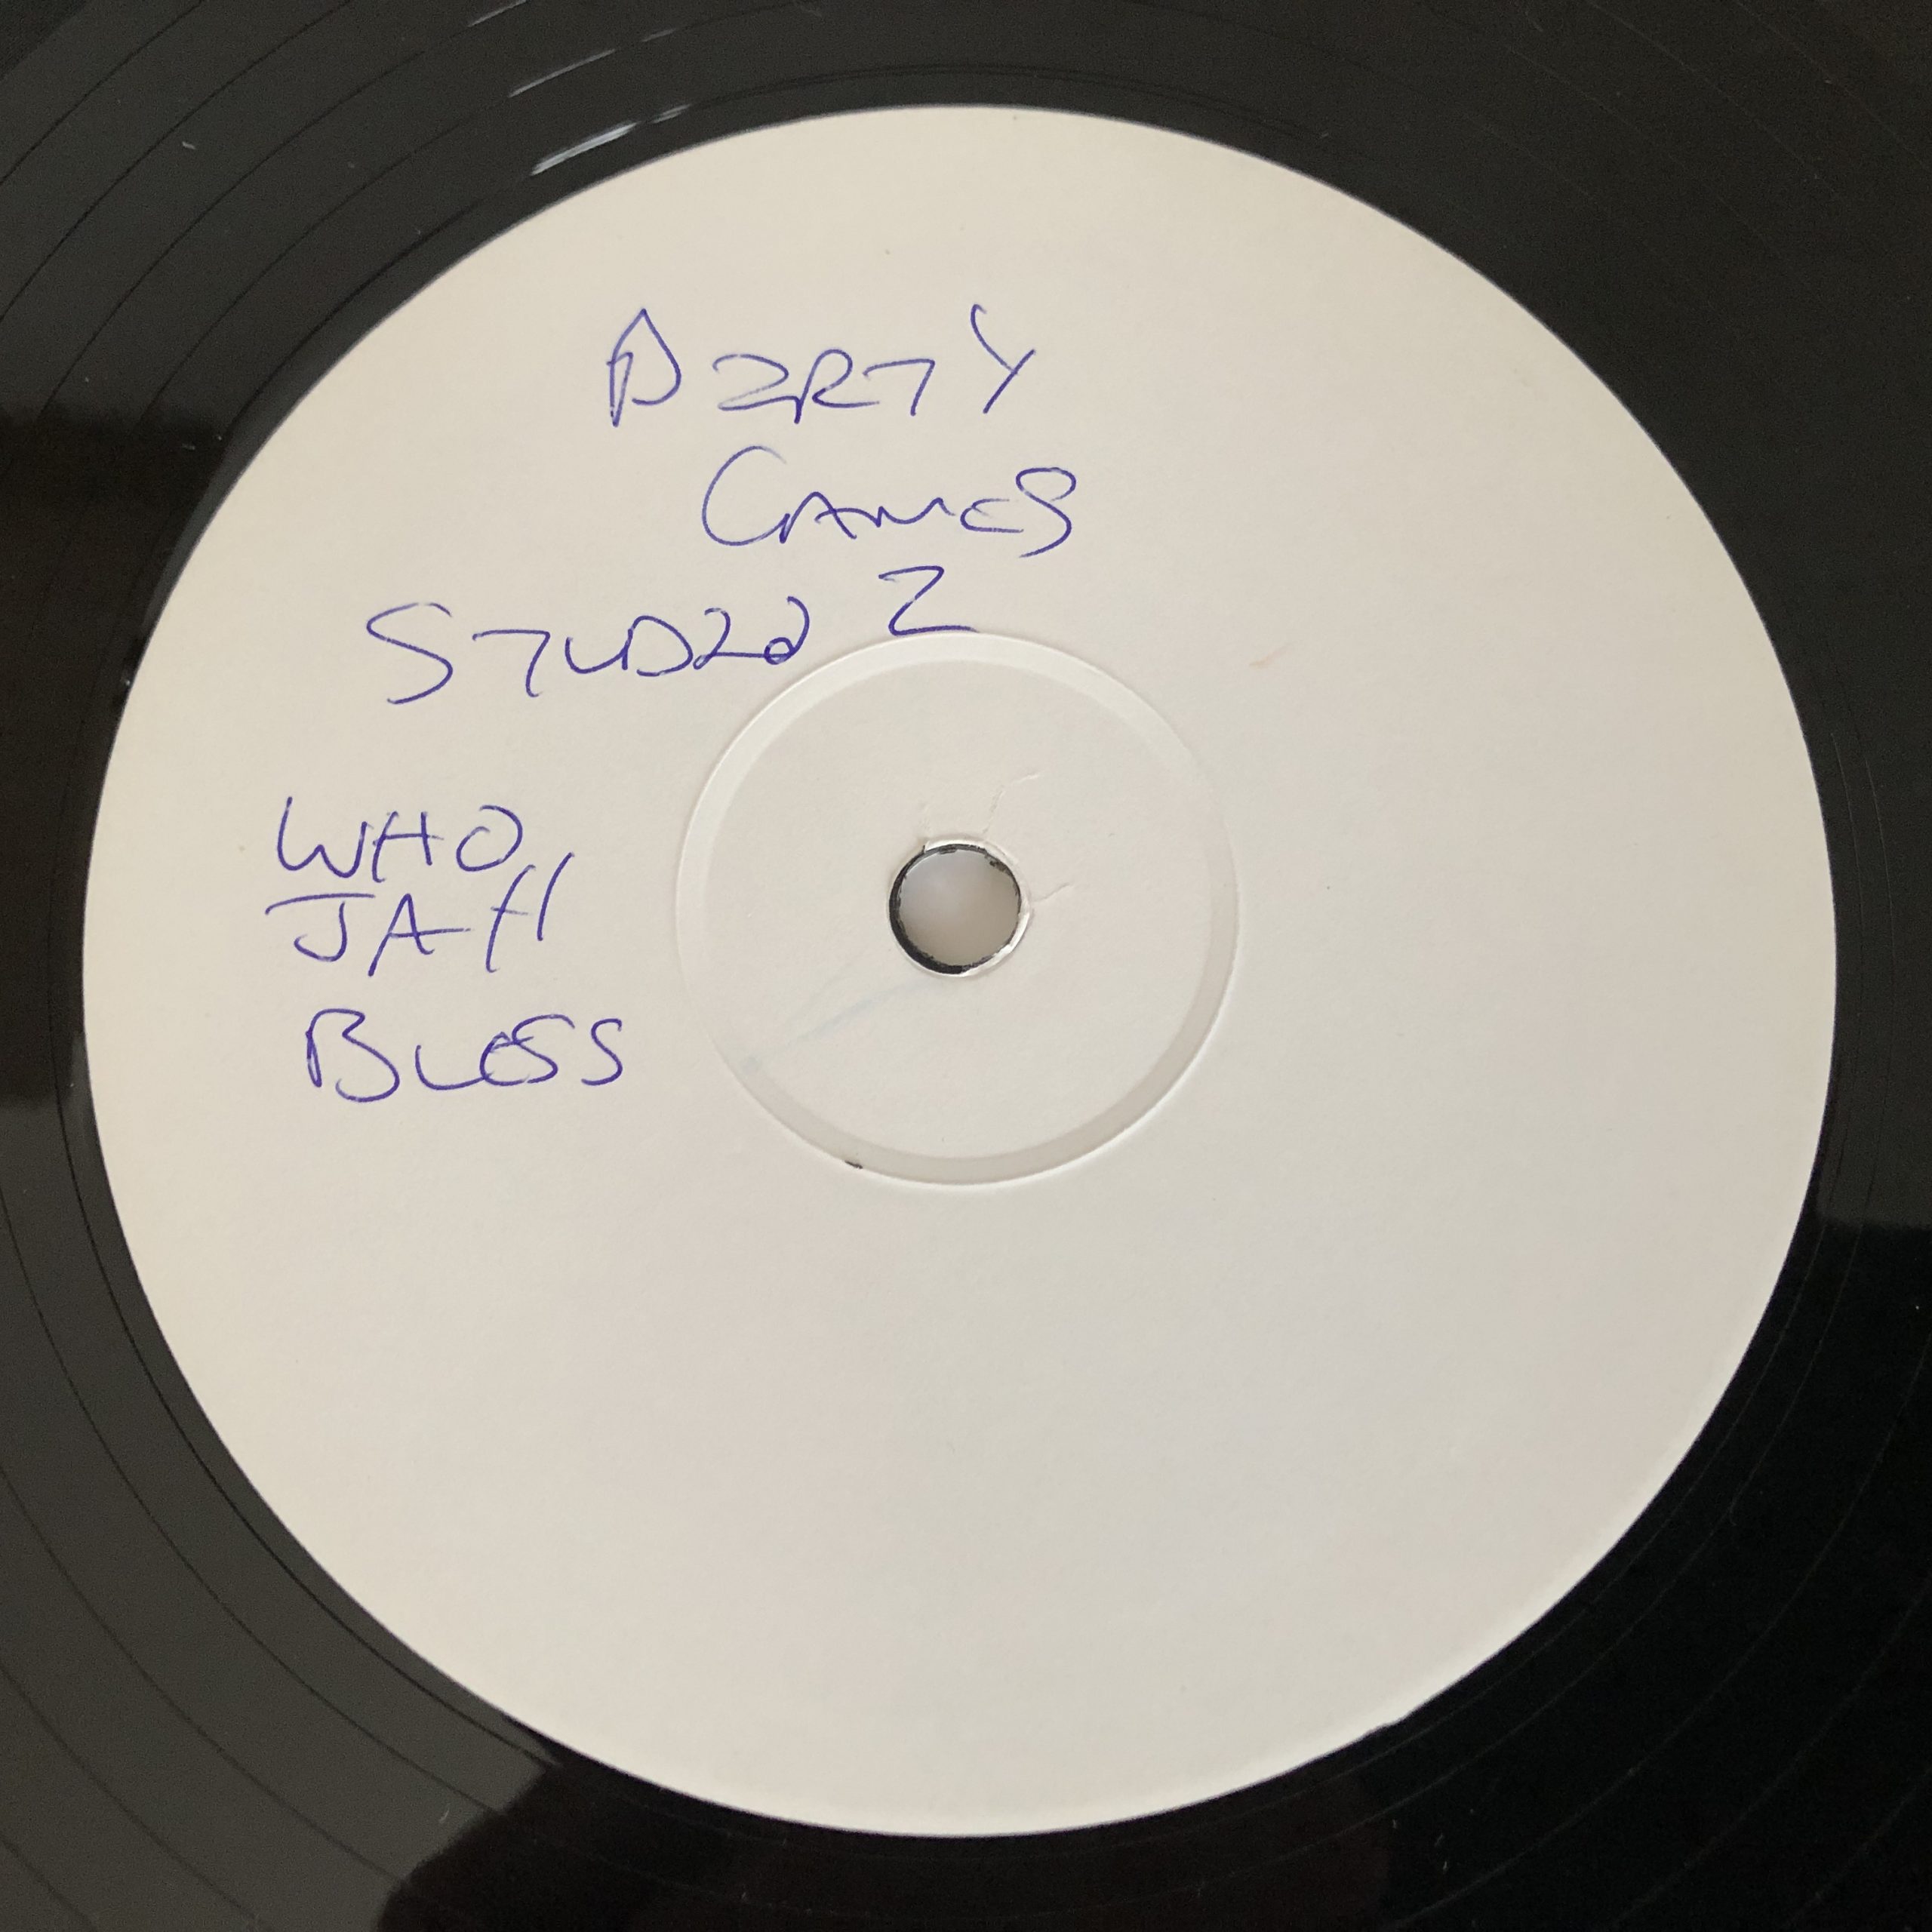 DIRTY
GAMES
STUDIO 2
WHO
JAH
BLESS